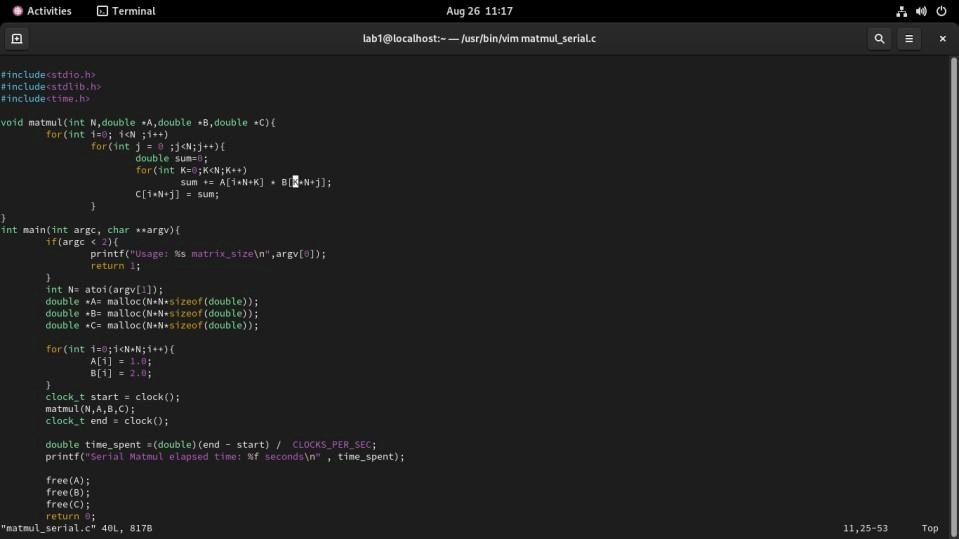 Activities Terminal Aug 26 11:17
lab1@localhost:~ — /usr/bin/vim matmul_serial.c
#include<stdio.h>
#include<stdlib.h>
#include<time.h>
void matmul(int N,double *A,double *B,double *C){
for(int i=0; i<N ;i++)
for(int j = 0 ;j<N;j++){
double sum=0;
for(int K=0;K<N;K++)
sum += A[i*N+K] * B[K*N+j];
C[i*N+j] = sum;
}
}
int main(int argc, char **argv){
if(argc < 2){
printf("Usage: %s matrix_size\n",argv[0]);
return 1;
}
int N= atoi(argv[1]);
double *A= malloc(N*N*sizeof(double));
double *B= malloc(N*N*sizeof(double));
double *C= malloc(N*N*sizeof(double));
for(int i=0;i<N*N;i++){
A[i] = 1.0;
B[i] = 2.0;
}
clock_t start = clock();
matmul(N,A,B,C);
clock_t end = clock();
double time_spent =(double)(end - start) /  CLOCKS_PER_SEC;
printf("Serial Matmul elapsed time: %f seconds\n" , time_spent);
free(A);
free(B);
free(C);
return 0;
"matmul_serial.c" 40L, 817B 11,25-53 Top